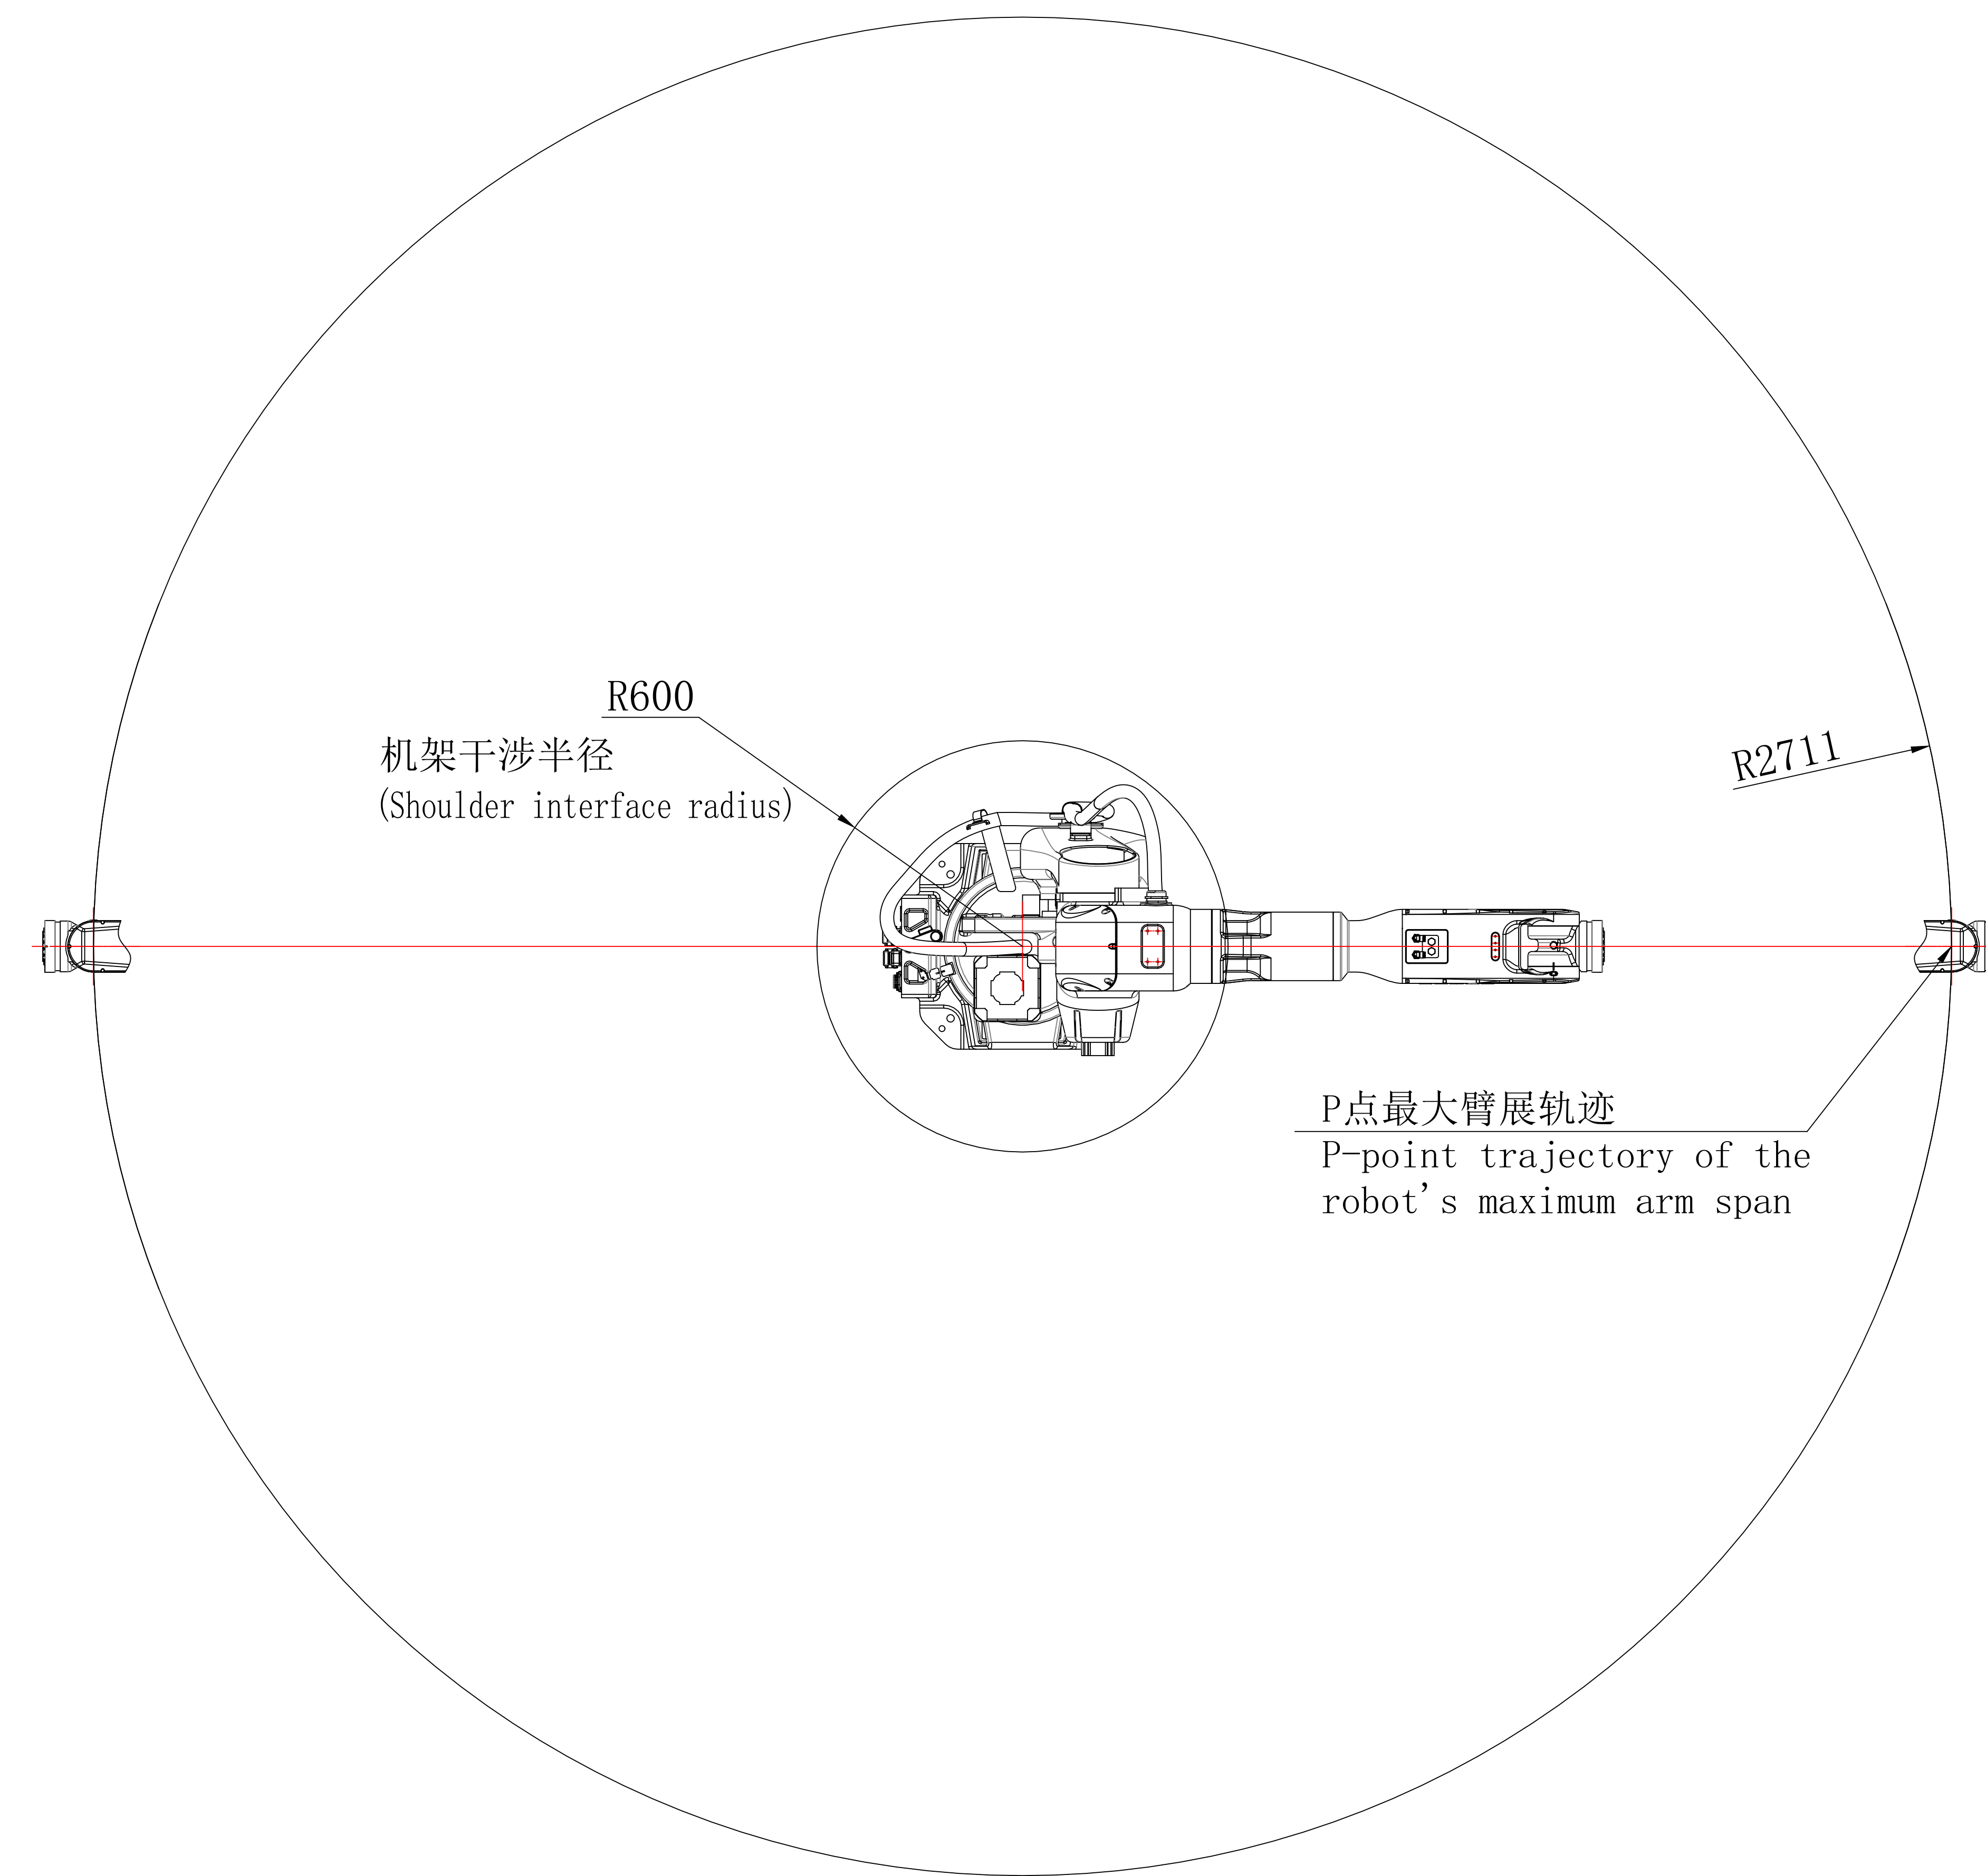 R600
机架干涉半径
(Shoulder interface radius)
R2711
P点最大臂展轨迹
P-point trajectory of the
robot's maximum arm span